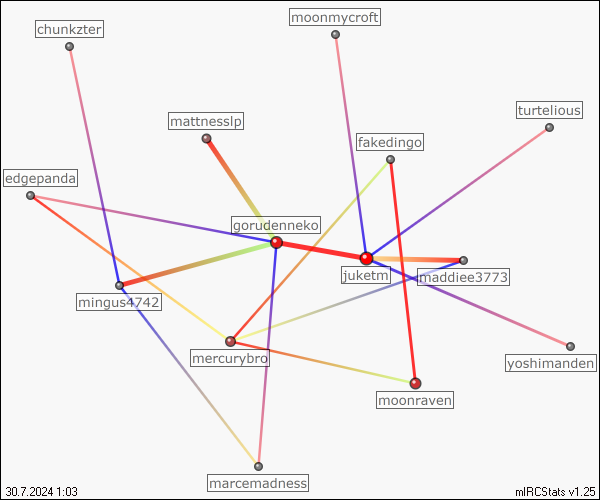 moonmycroft
chunkzter
turtelious
mattnesslp
fakedingo
edgepanda
gorudenneko
juketm
maddiee3773
mingus4742
mercurybro
yoshimanden
moonraven
marcemadness
30.7.2024 1:03
mIRCStats v1.25